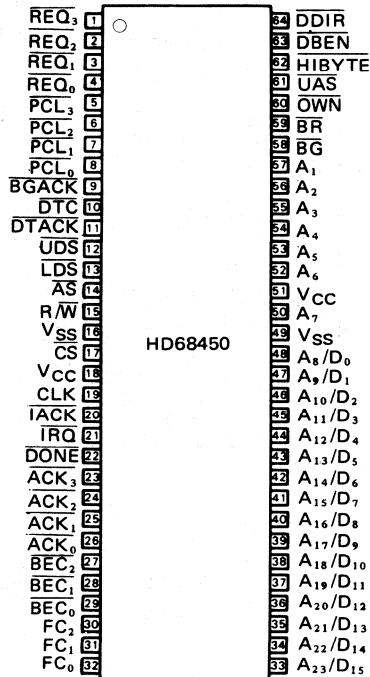 REQ₃ 1 64 DDIR
REQ₂ 2 63 DBEN
REQ₁ 3 62 HIBYTE
REQ₀ 4 61 UAS
PCL₃ 5 60 OWN
PCL₂ 6 59 BR
PCL₁ 7 58 BG
PCL₀ 8 57 A₁
BGACK 9 56 A₂
DTC 10 55 A₃
DTACK 11 54 A₄
UDS 12 53 A₅
LDS 13 52 A₆
AS 14 51 VCC
R/W 15 50 A₇
VSS 16 49 VSS
HD68450
CS 17 48 A₈/D₀
VCC 18 47 A₉/D₁
CLK 19 46 A₁₀/D₂
IACK 20 45 A₁₁/D₃
IRQ 21 44 A₁₂/D₄
DONE 22 43 A₁₃/D₅
ACK₃ 23 42 A₁₄/D₆
ACK₂ 24 41 A₁₅/D₇
ACK₁ 25 40 A₁₆/D₈
ACK₀ 26 39 A₁₇/D₉
BEC₂ 27 38 A₁₈/D₁₀
BEC₁ 28 37 A₁₉/D₁₁
BEC₀ 29 36 A₂₀/D₁₂
FC₂ 30 35 A₂₁/D₁₃
FC₁ 31 34 A₂₂/D₁₄
FC₀ 32 33 A₂₃/D₁₅